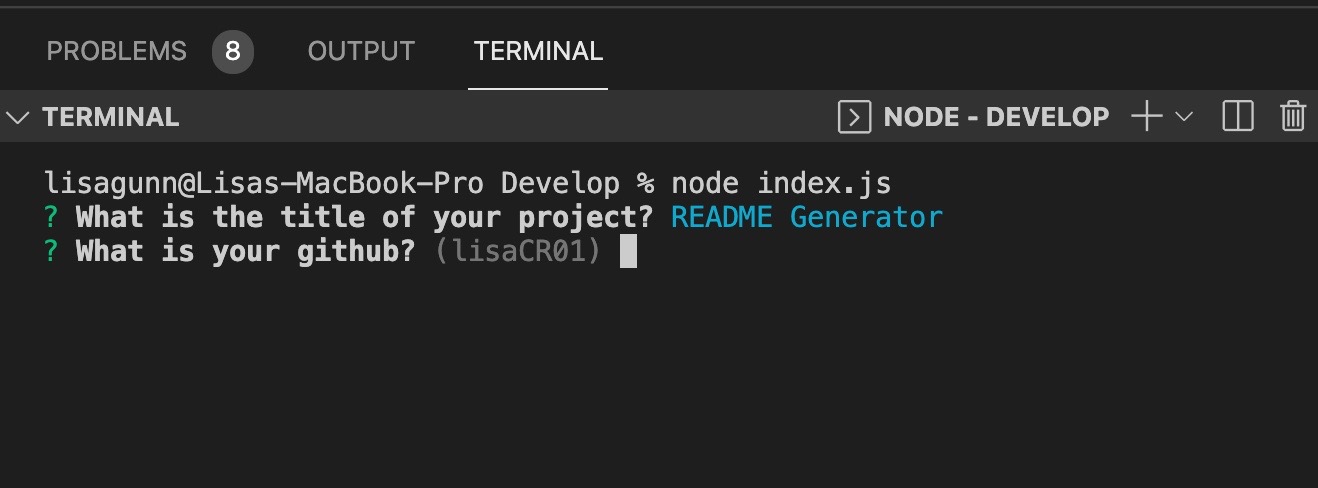 PROBLEMS 8 OUTPUT TERMINAL
TERMINAL NODE - DEVELOP
lisagunn@Lisas-MacBook-Pro Develop % node index.js
? What is the title of your project? README Generator
? What is your github? (lisaCR01)